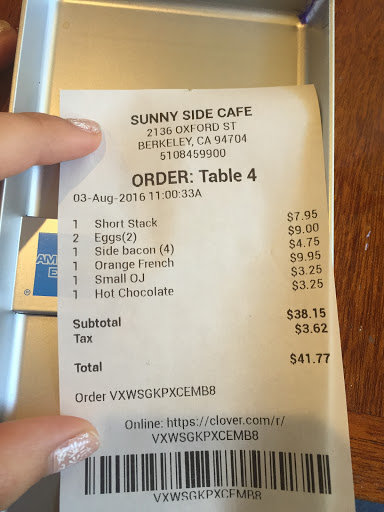 SUNNY SIDE CAFE
2136 OXFORD ST
BERKELEY, CA 94704
5108459900
ORDER: Table 4
03-Aug-2016 11:00:33A
1 Short Stack $7.95
2 Eggs(2) $9.00
1 Side bacon (4) $4.75
1 Orange French $9.95
1 Small OJ $3.25
1 Hot Chocolate $3.25
Subtotal $38.15
Tax $3.62
Total $41.77
Order VXWSGKPXCEMB8
Online: https://clover.com/r/
VXWSGKPXCEMB8
VXWSGKPXCEMB8
AM
E
®